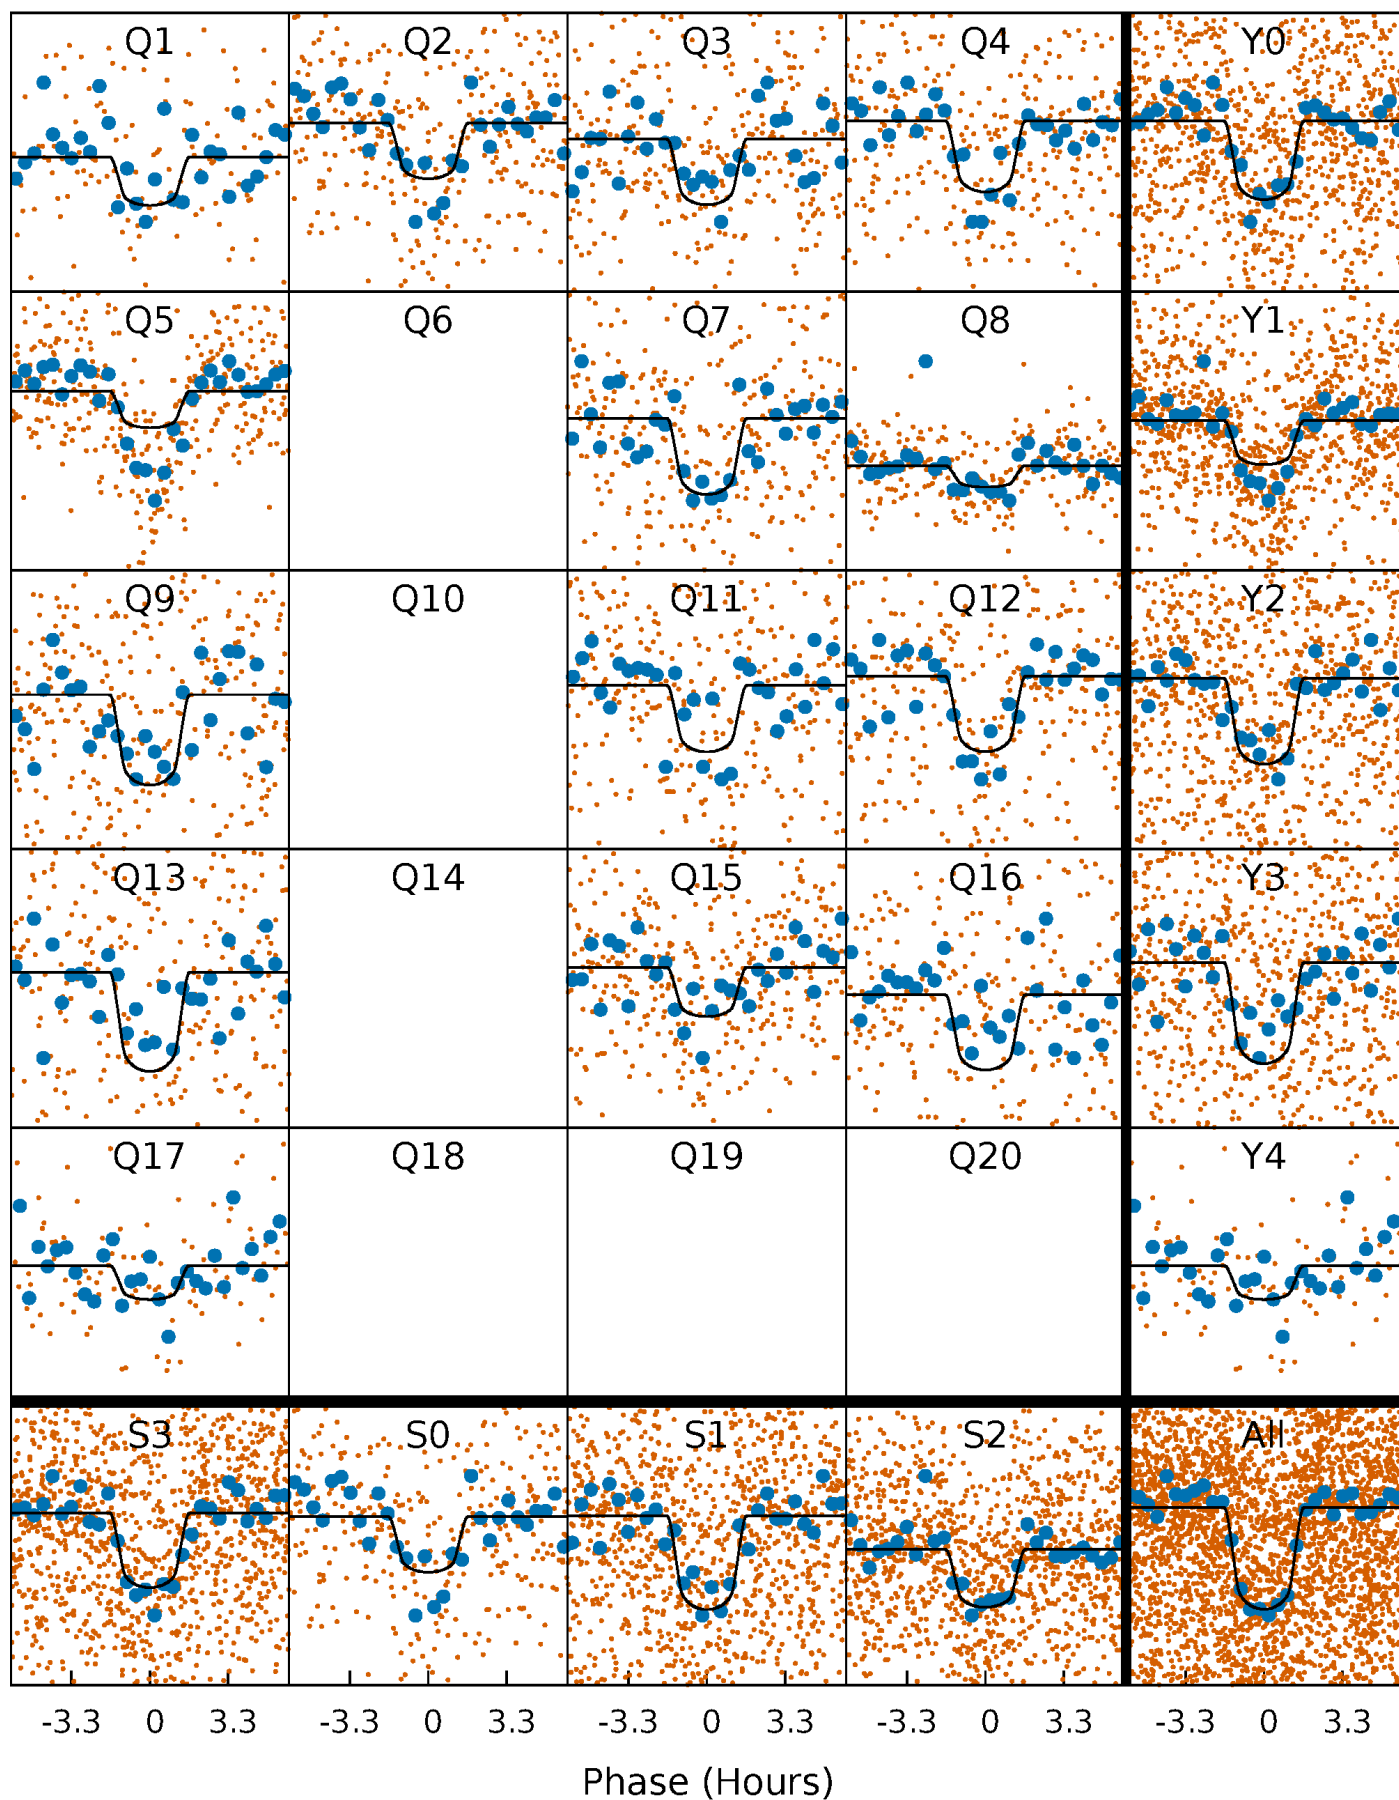 Q1 Q2 Q3 Q4 Y0
Q5 Q6 Q7 Q8 Y1
Q9 Q10 Q11 Q12 Y2
Q13 Q14 Q15 Q16 Y3
Q17 Q18 Q19 Q20 Y4
S3 S0 S1 S2 All
-3.3 0 3.3 -3.3 0 3.3 -3.3 0 3.3 -3.3 0 3.3 -3.3 0 3.3
Phase (Hours)